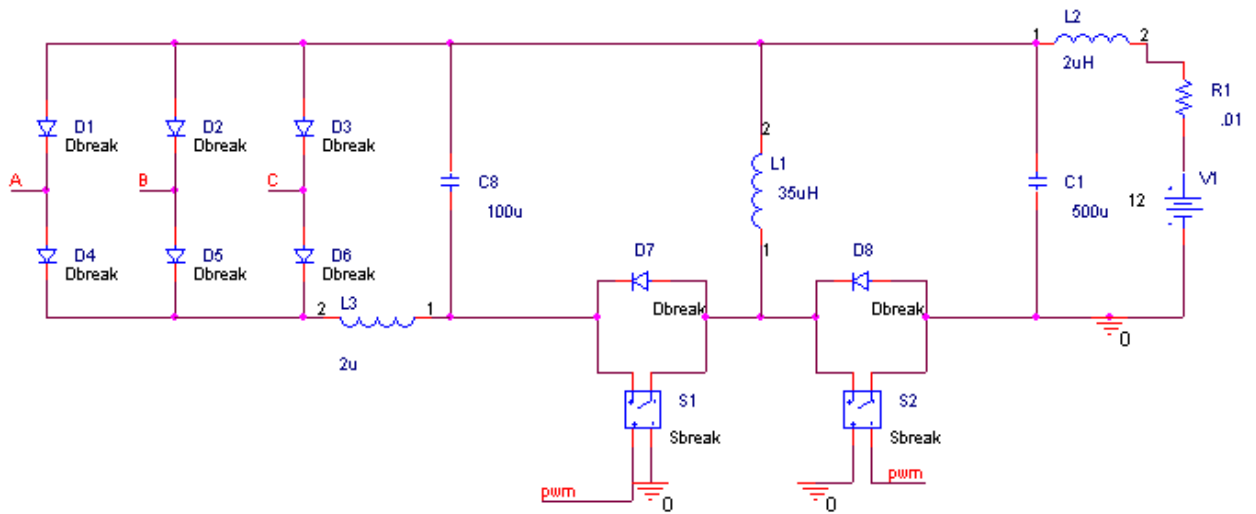 L2
1
2
2uH
R1
.01
D1
Dbreak
D2
Dbreak
D3
Dbreak
2
L1
35uH
1
A
B
C
C8
100u
C1
500u
V1
12
D4
Dbreak
D5
Dbreak
D6
Dbreak
D7
Dbreak
D8
Dbreak
L3
2
1
2u
0
S1
Sbreak
S2
Sbreak
pwm
0
0
pwm